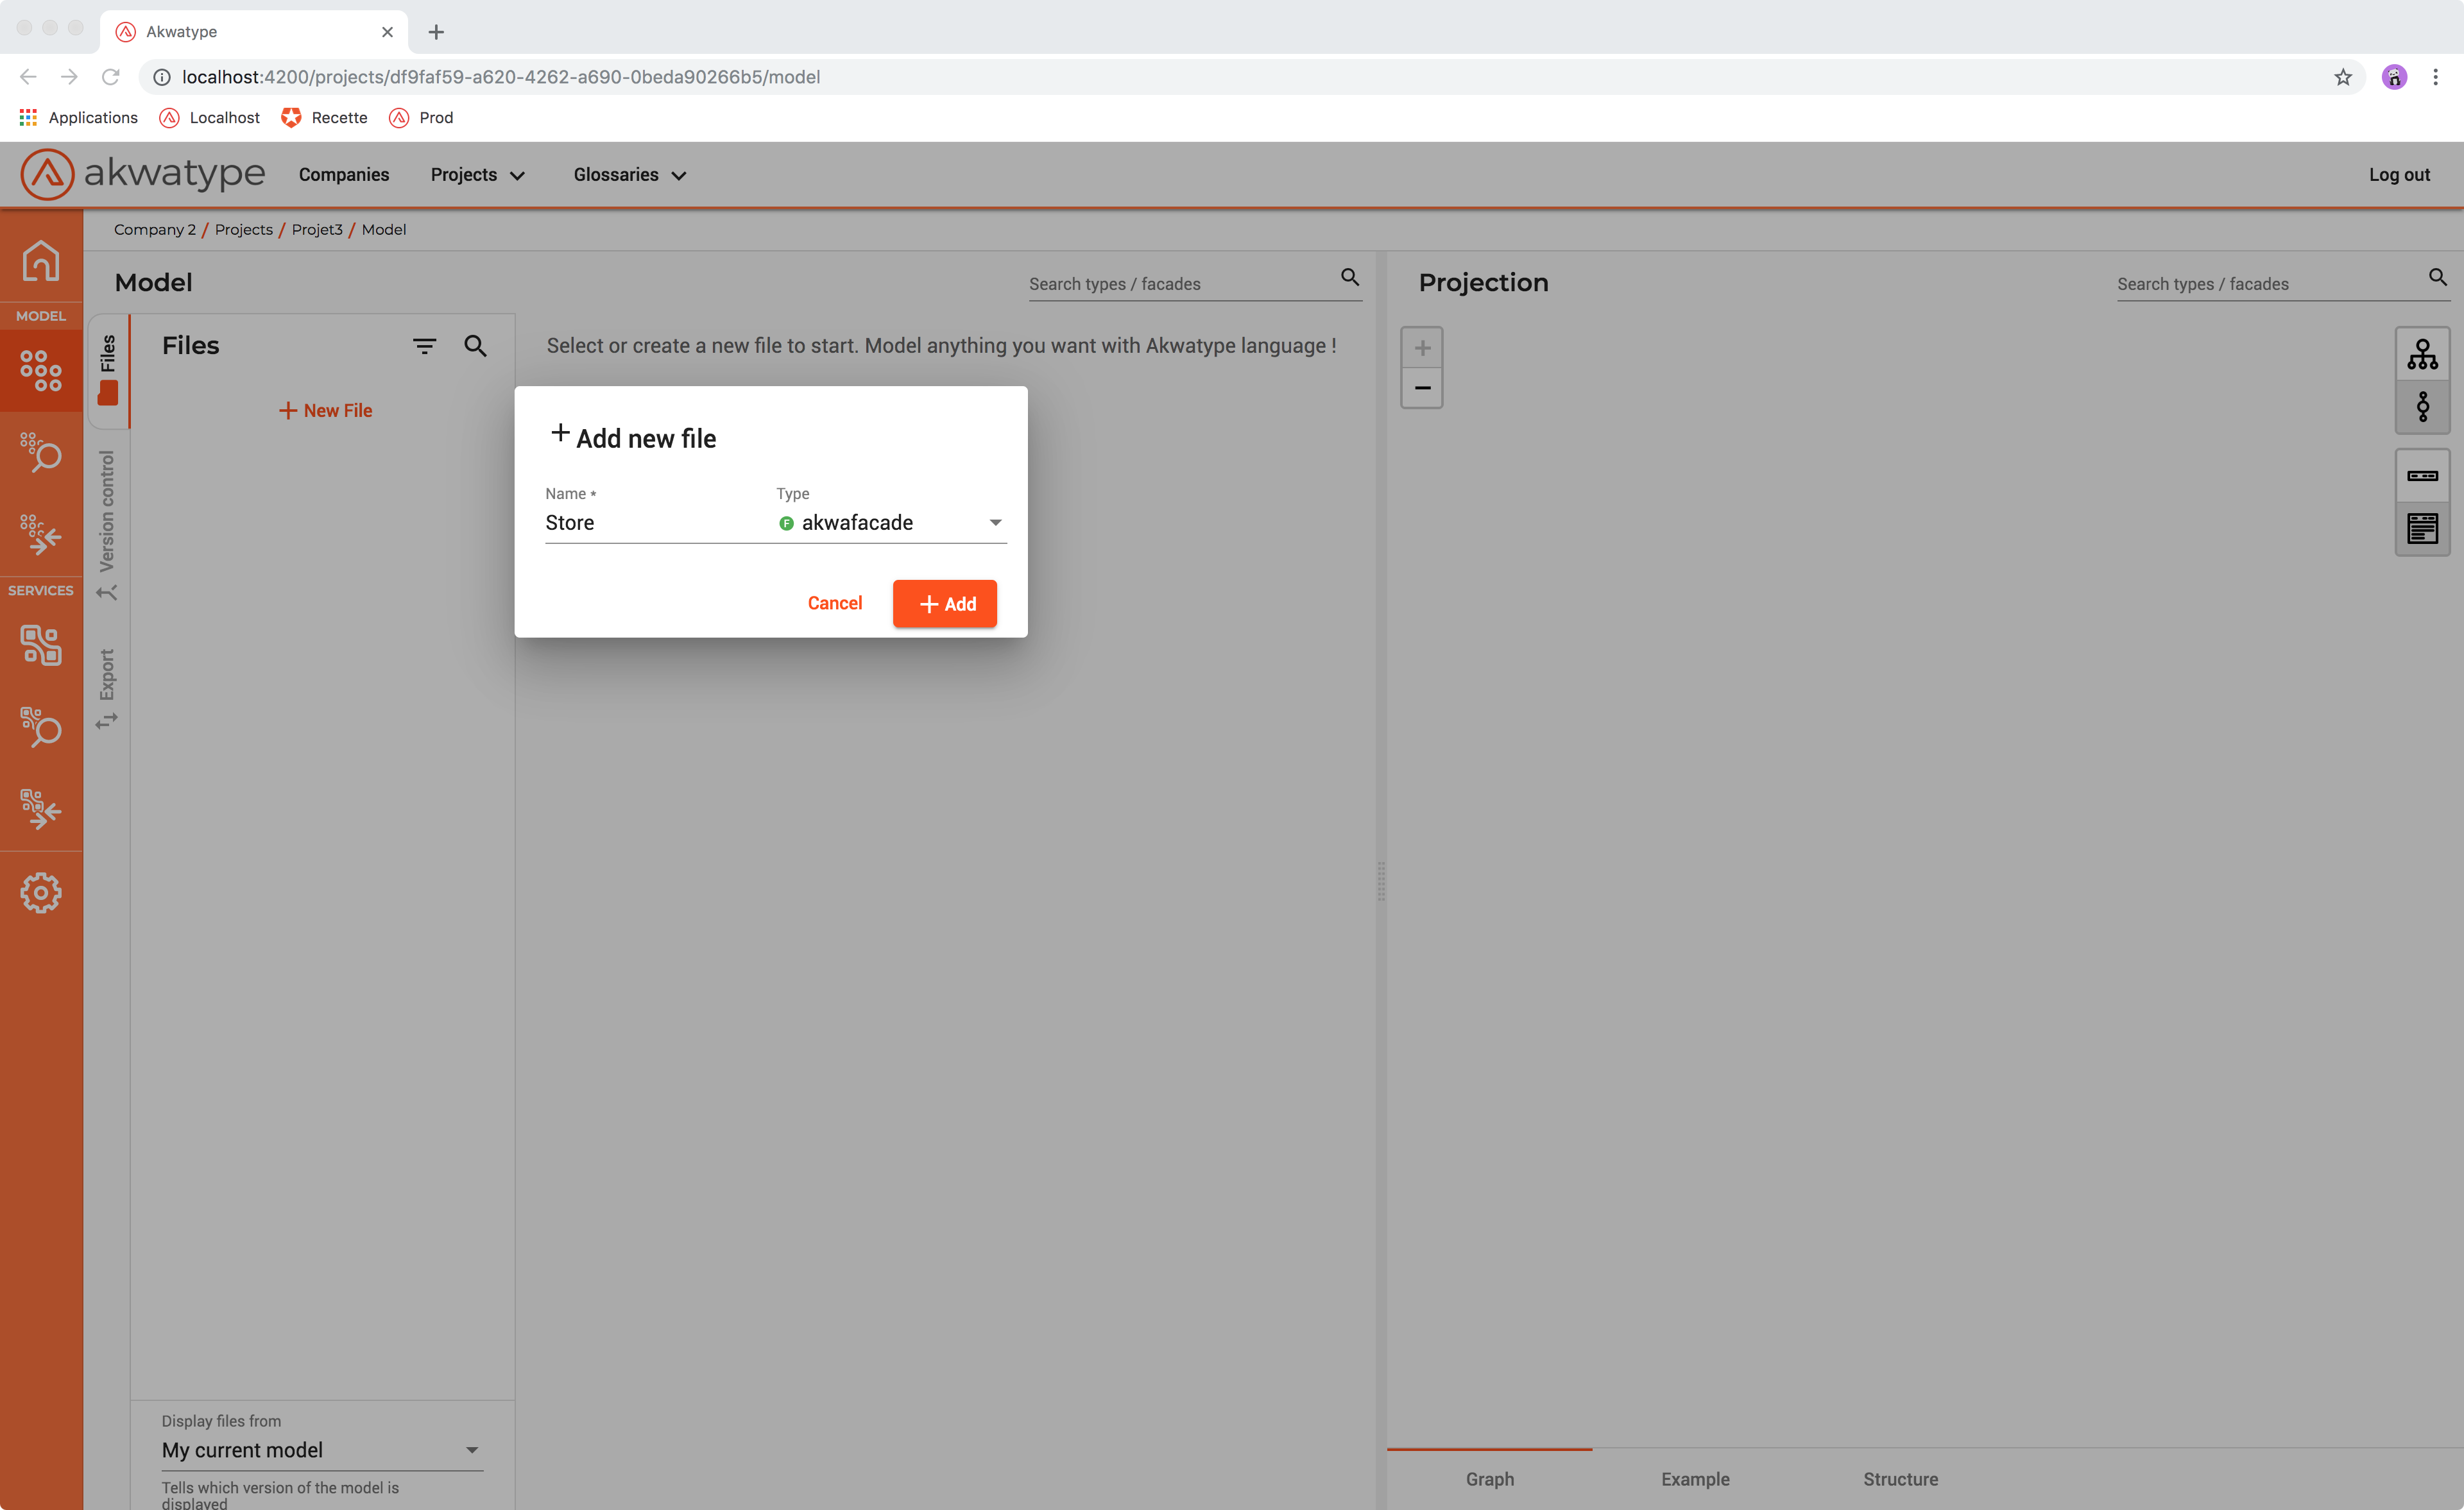 Akwatype
localhost:4200/projects/df9faf59-a620-4262-a690-0beda90266b5/model
Applications Localhost Recette Prod
akwatype Companies Projects Glossaries Log out
Company 2 / Projects / Projet3 / Model
Model
Search types / facades
Projection
Search types / facades
MODEL
Files
Files
Select or create a new file to start. Model anything you want with Akwatype language !
+ New File
+ Add new file
Name * Type
Store F akwafacade
Cancel + Add
Version control
SERVICES
Export
Display files from
My current model
Tells which version of the model is
displayed
Graph Example Structure